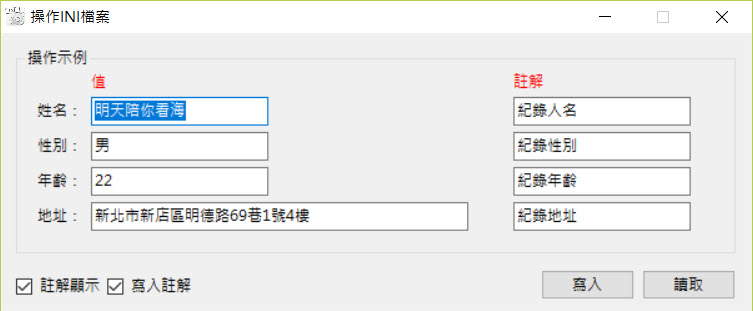 操作INI檔案
操作示例
值 註解
姓名： 明天陪你看海 紀錄人名
性別： 男 紀錄性別
年齡： 22 紀錄年齡
地址： 新北市新店區明德路69巷1號4樓 紀錄地址
註解顯示 寫入註解 寫入 讀取